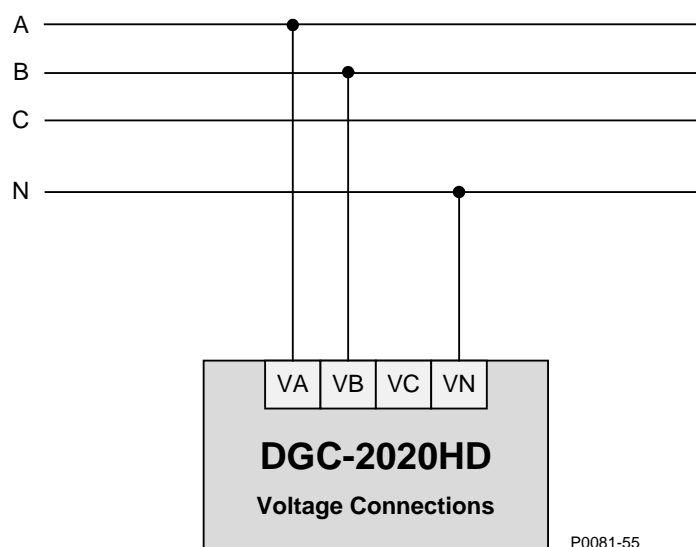 A
B
C
N
VA VB VC VN
DGC-2020HD
Voltage Connections
P0081-55